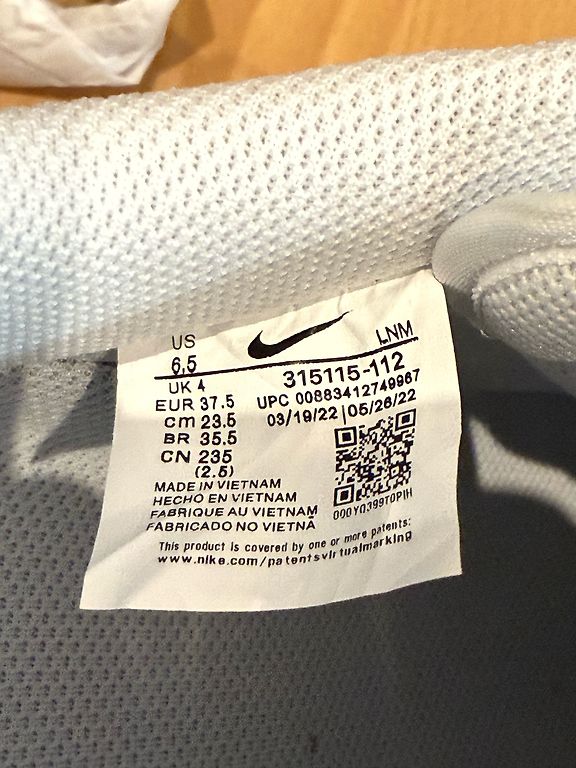 US LNM
6.5
315115-112
UK 4
UPC 00883412749967
EUR 37.5
03/19/22 | 05/26/22
CM 23.5
BR 35.5
CN 235
(2.5)
000Y0399T0PIH
MADE IN VIETNAM
HECHO EN VIETNAM
FABRIQUE AU VIETNAM
FABRICADO NO VIETNÃ
This product is covered by one or more patents:
www.nike.com/patentsvirtualmarking